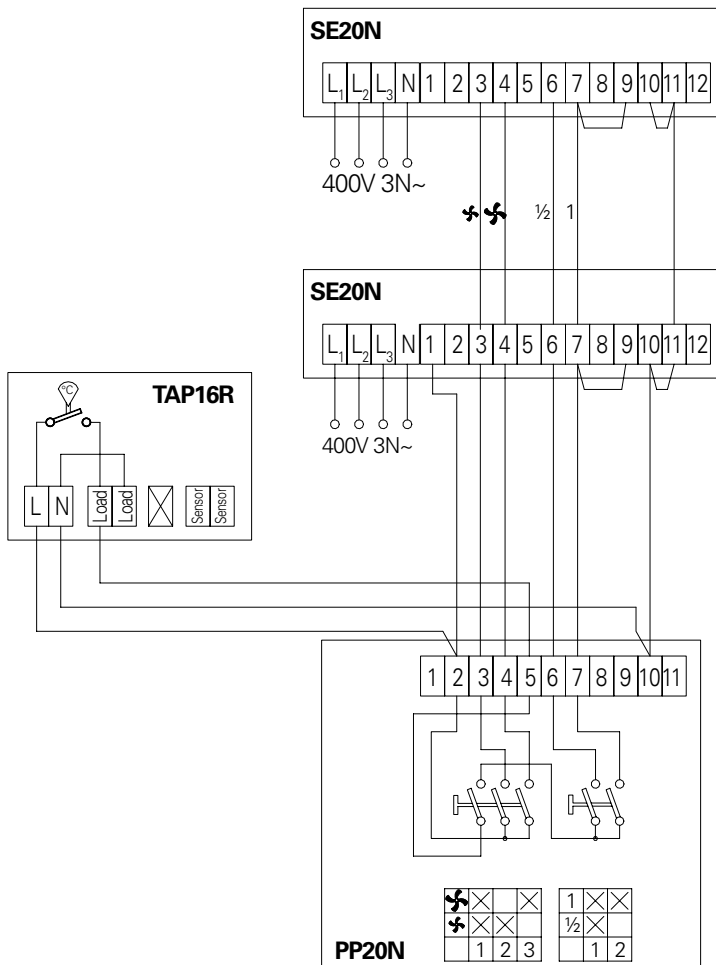 SE20N
L1 L2 L3 N 1 2 3 4 5 6 7 8 9 10 11 12
400V 3N~
½ 1
SE20N
L1 L2 L3 N 1 2 3 4 5 6 7 8 9 10 11 12
400V 3N~
TAP16R
°C
L N Load Load Sensor Sensor
1 2 3 4 5 6 7 8 9 10 11
1
½
1 2 3
1 2
PP20N